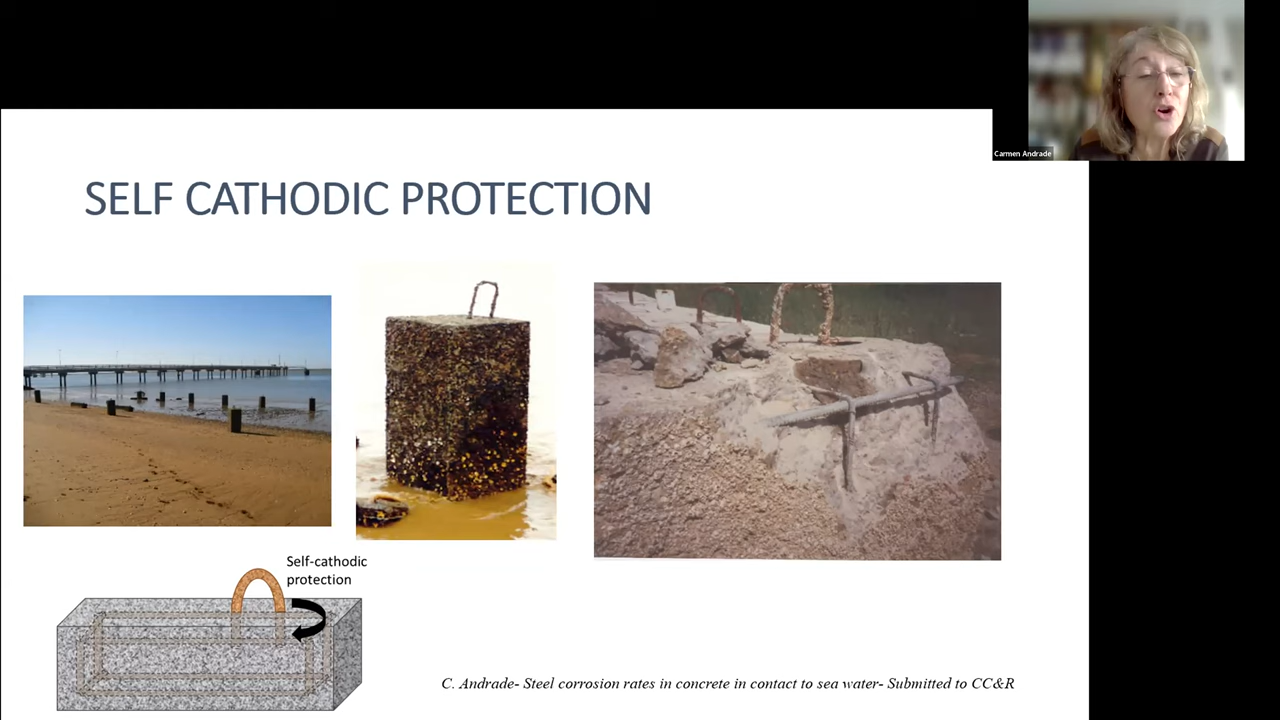 Carmen Andrade
SELF CATHODIC PROTECTION
Self-cathodic
protection
C. Andrade- Steel corrosion rates in concrete in contact to sea water- Submitted to CC&R